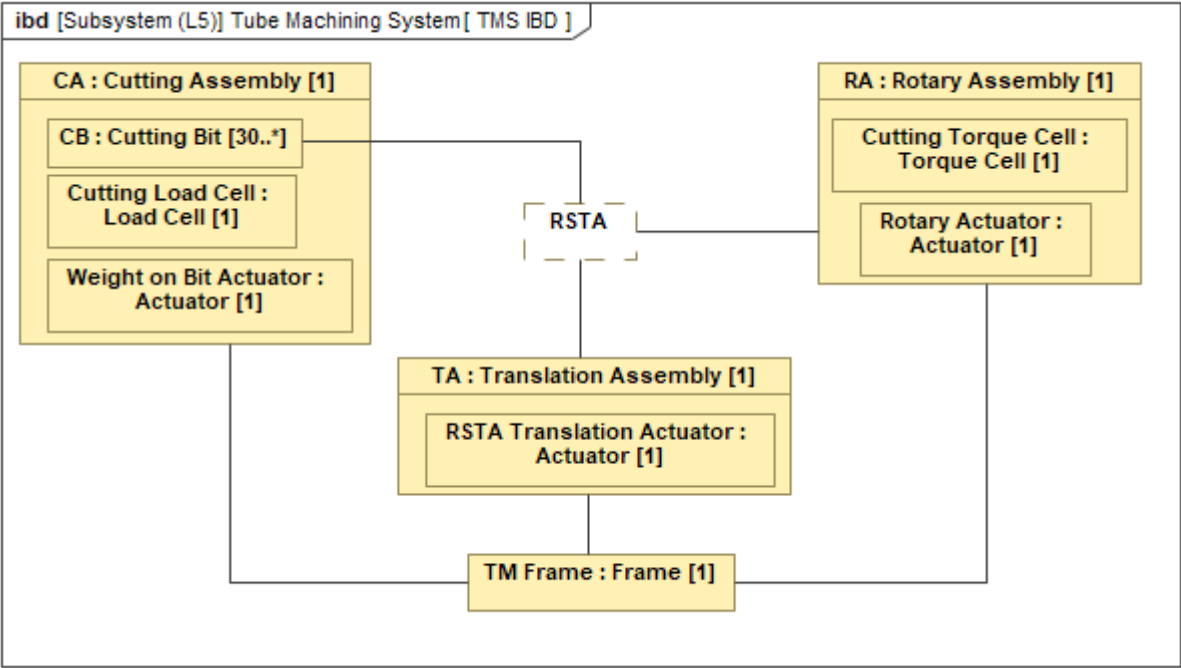 ibd [Subsystem (L5)] Tube Machining System[ TMS IBD ]
CA : Cutting Assembly [1]
CB : Cutting Bit [30..*]
Cutting Load Cell :
Load Cell [1]
Weight on Bit Actuator :
Actuator [1]
RSTA
RA : Rotary Assembly [1]
Cutting Torque Cell :
Torque Cell [1]
Rotary Actuator :
Actuator [1]
TA : Translation Assembly [1]
RSTA Translation Actuator :
Actuator [1]
TM Frame : Frame [1]